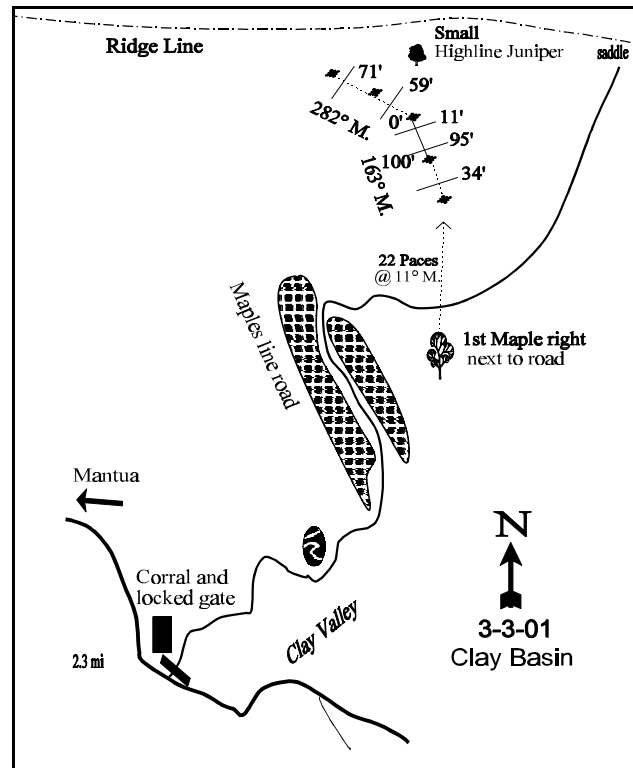 Small
Highline Juniper
Ridge Line
saddle
71'
59'
282° M.
0'
11'
95'
100'
163° M.
34'
22 Paces
@ 11° M.
Maples line road
1st Maple right
next to road
Mantua
N
Corral and
locked gate
3-3-01
Clay Basin
Clay Valley
2.3 mi